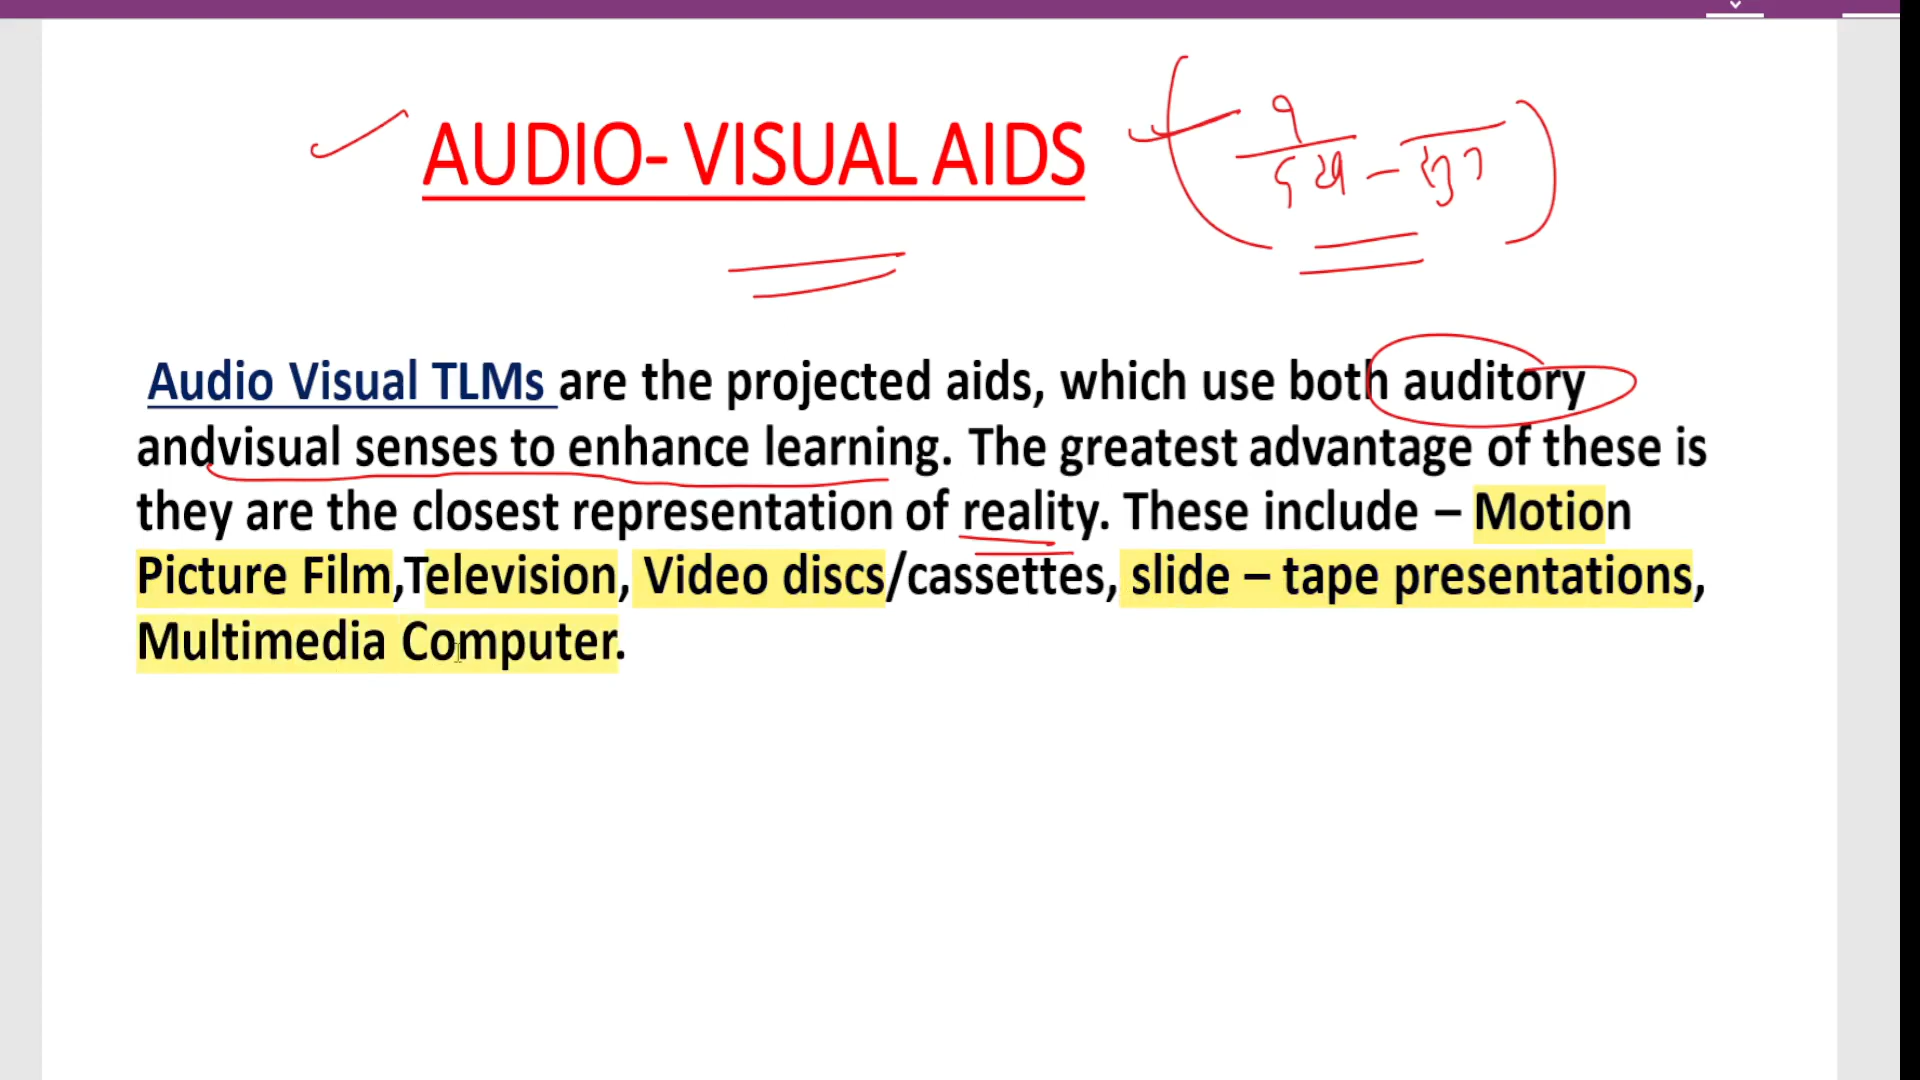 AUDIO- VISUAL AIDS
Audio Visual TLMs are the projected aids, which use both auditory
andvisual senses to enhance learning. The greatest advantage of these is
they are the closest representation of reality. These include – Motion
Picture Film,Television, Video discs/cassettes, slide – tape presentations,
Multimedia Computer.